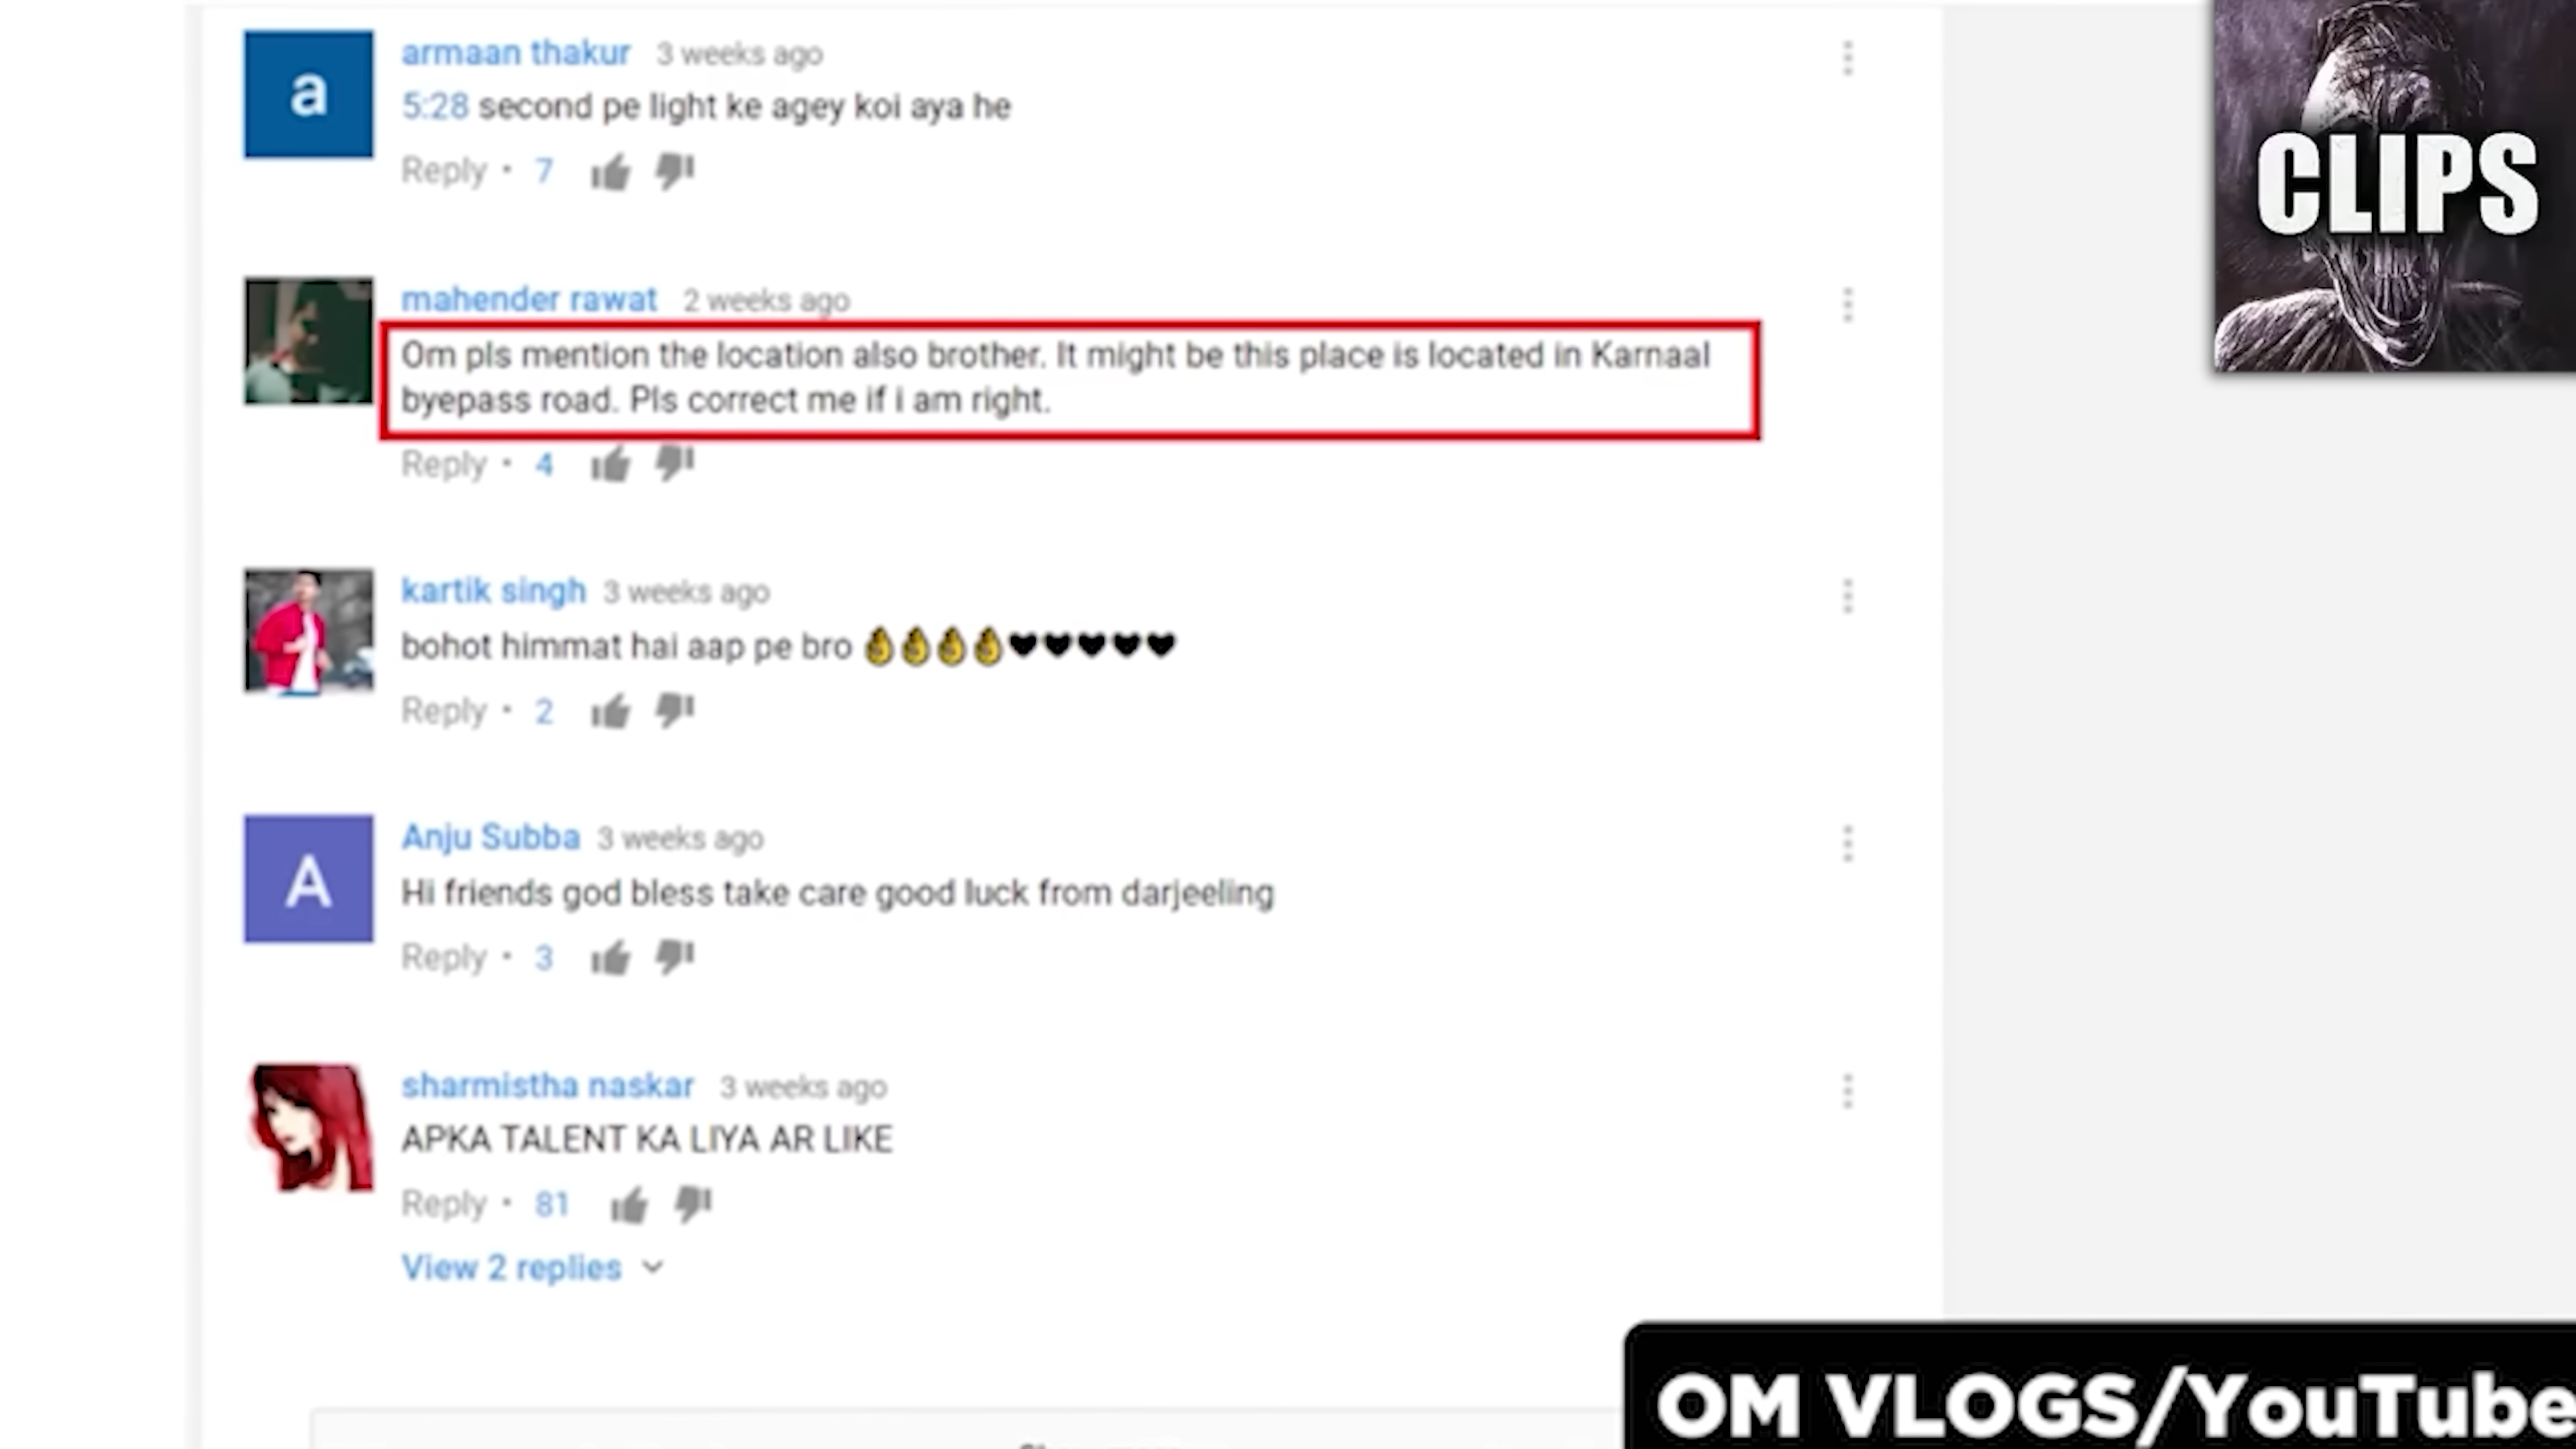 a
armaan thakur 3 weeks ago
5:28 second pe light ke agey koi aya he
Reply • 7
CLIPS
mahender rawat 2 weeks ago
Om pls mention the location also brother. It might be this place is located in Karnaal
byepass road. Pls correct me if i am right.
Reply • 4
kartik singh 3 weeks ago
bohot himmat hai aap pe bro 👌👌👌👌♥♥♥♥♥
Reply • 2
A
Anju Subba 3 weeks ago
Hi friends god bless take care good luck from darjeeling
Reply • 3
sharmistha naskar 3 weeks ago
APKA TALENT KA LIYA AR LIKE
Reply • 81
View 2 replies
OM VLOGS/YouTube